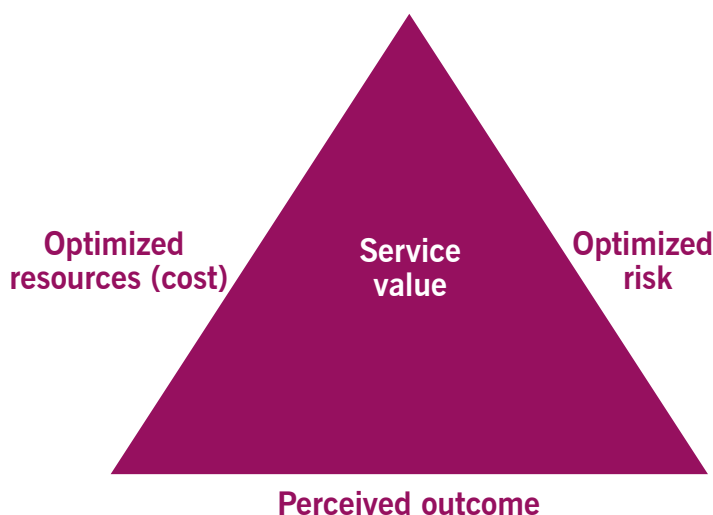 Optimized
resources (cost)
Service
value
Optimized
risk
Perceived outcome